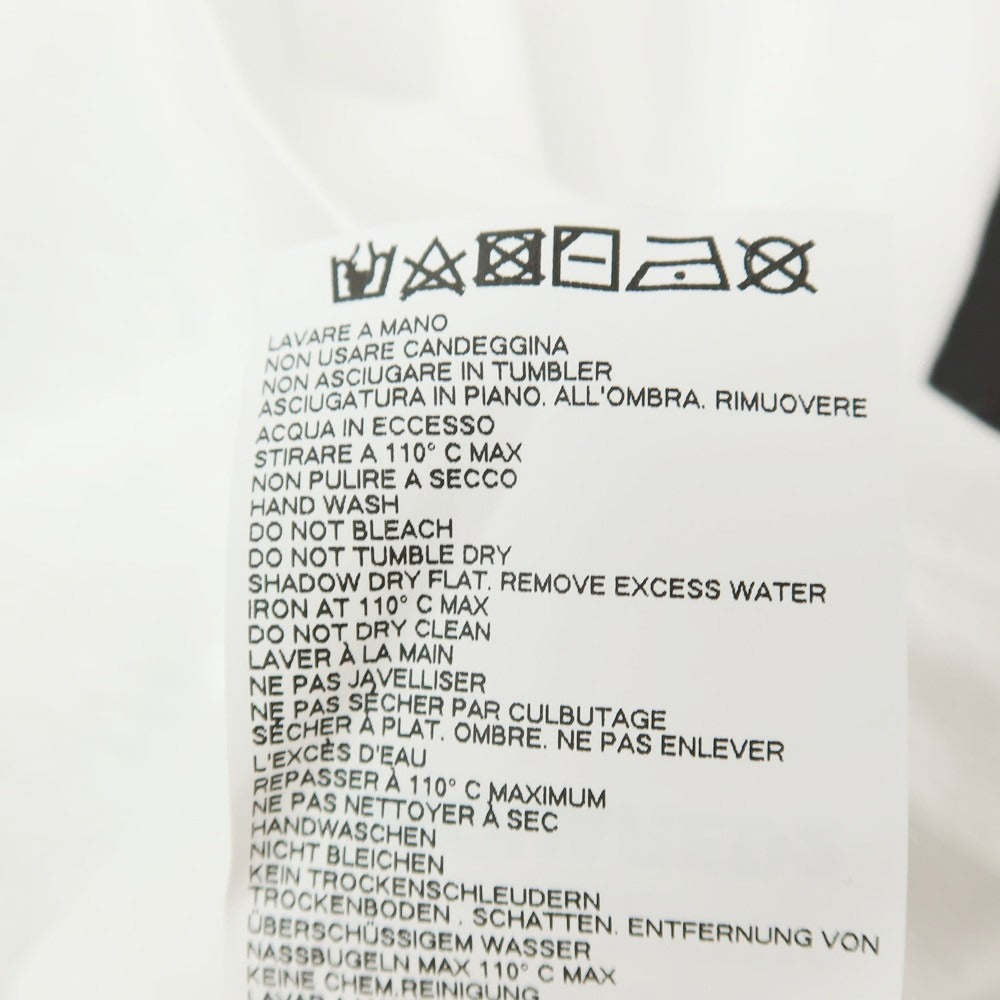 LAVARE A MANO
NON USARE CANDEGGINA
NON ASCIUGARE IN TUMBLER
ASCIUGATURA IN PIANO. ALL'OMBRA. RIMUOVERE
ACQUA IN ECCESSO
STIRARE A 110° C MAX
NON PULIRE A SECCO
HAND WASH
DO NOT BLEACH
DO NOT TUMBLE DRY
SHADOW DRY FLAT. REMOVE EXCESS WATER
IRON AT 110° C MAX
DO NOT DRY CLEAN
LAVER À LA MAIN
NE PAS JAVELLISER
NE PAS SÉCHER PAR CULBUTAGE
SÉCHER À PLAT. OMBRE. NE PAS ENLEVER
L'EXCÈS D'EAU
REPASSER À 110° C MAXIMUM
NE PAS NETTOYER À SEC
HANDWASCHEN
NICHT BLEICHEN
KEIN TROCKENSCHLEUDERN
TROCKENBODEN . SCHATTEN. ENTFERNUNG VON
ÜBERSCHÜSSIGEM WASSER
NASSBÜGELN MAX 110° C MAX
KEINE CHEM.REINIGUNG